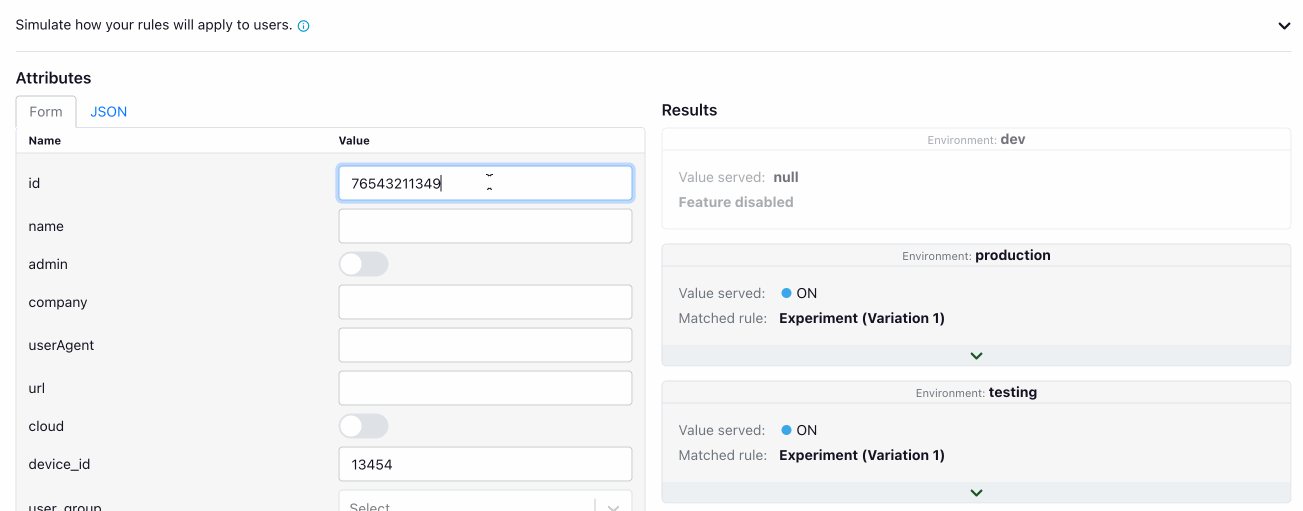 Simulate how your rules will apply to users.
Attributes
Form JSON
Name Value
id 76543211349
name
admin
company
userAgent
url
cloud
device_id 13454
user_group Select
Results
Environment: dev
Value served: null
Feature disabled
Environment: production
Value served: ON
Matched rule: Experiment (Variation 1)
Environment: testing
Value served: ON
Matched rule: Experiment (Variation 1)